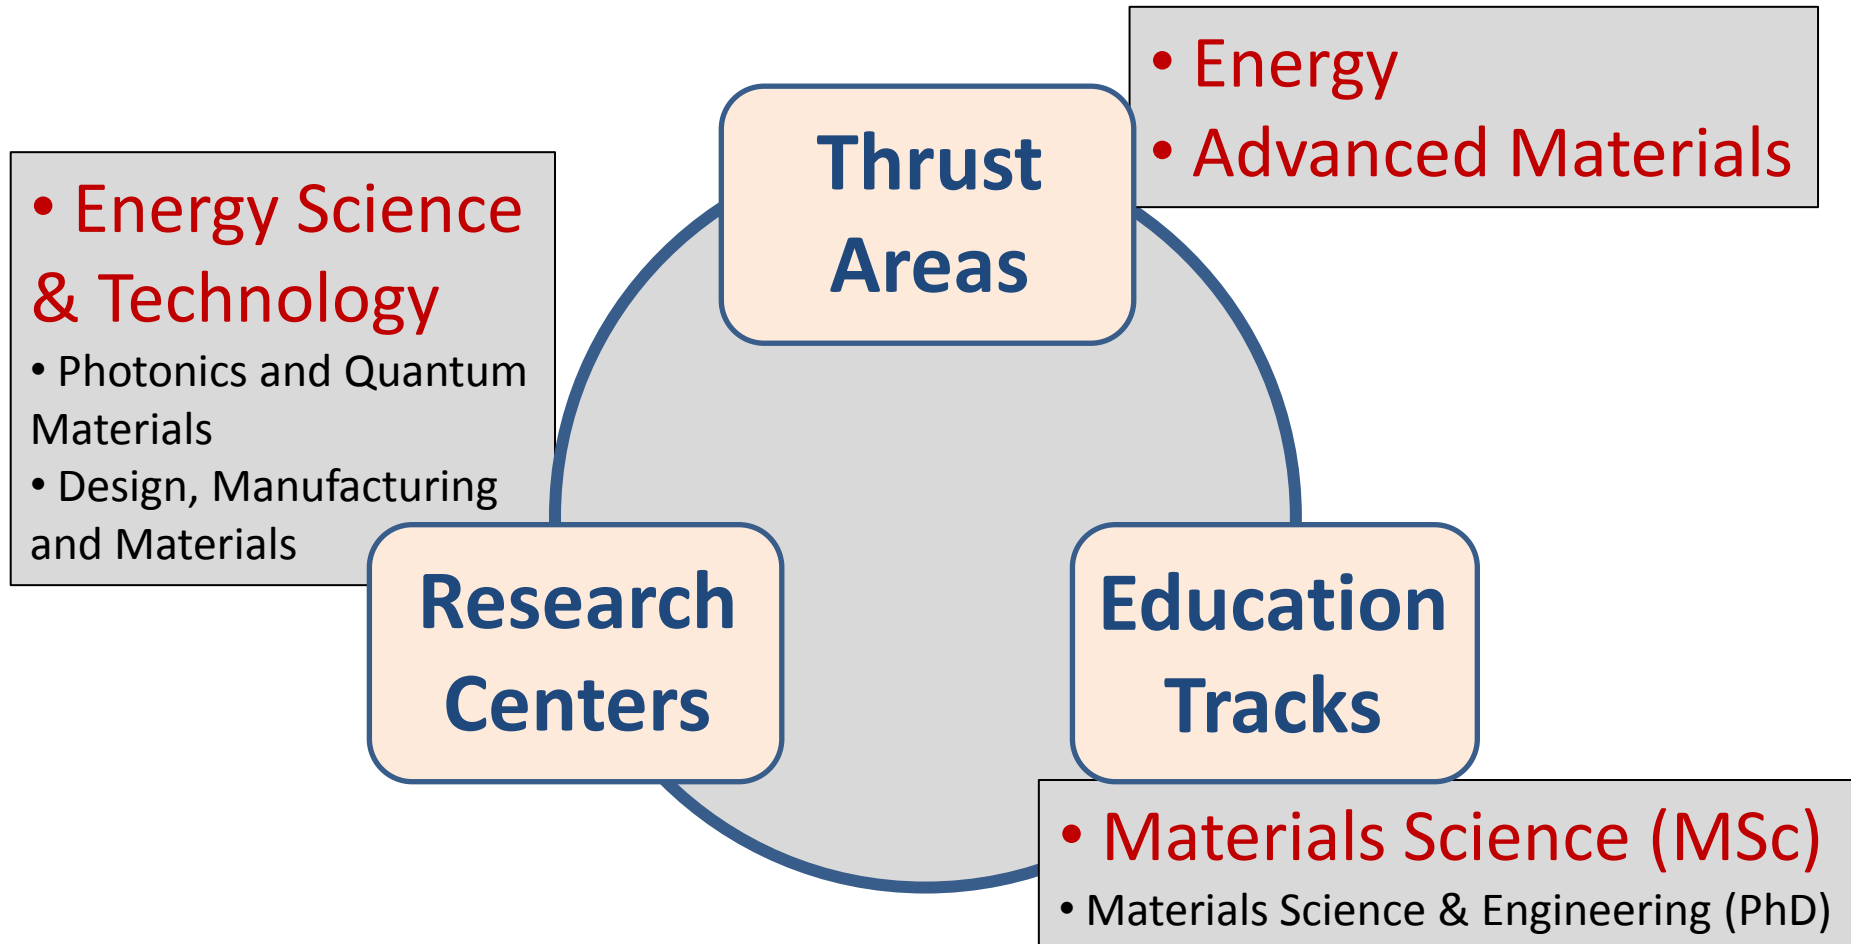 • Energy
• Advanced Materials
Thrust
Areas
• Energy Science
& Technology
• Photonics and Quantum
Materials
• Design, Manufacturing
and Materials
Research
Centers
Education
Tracks
• Materials Science (MSc)
• Materials Science & Engineering (PhD)